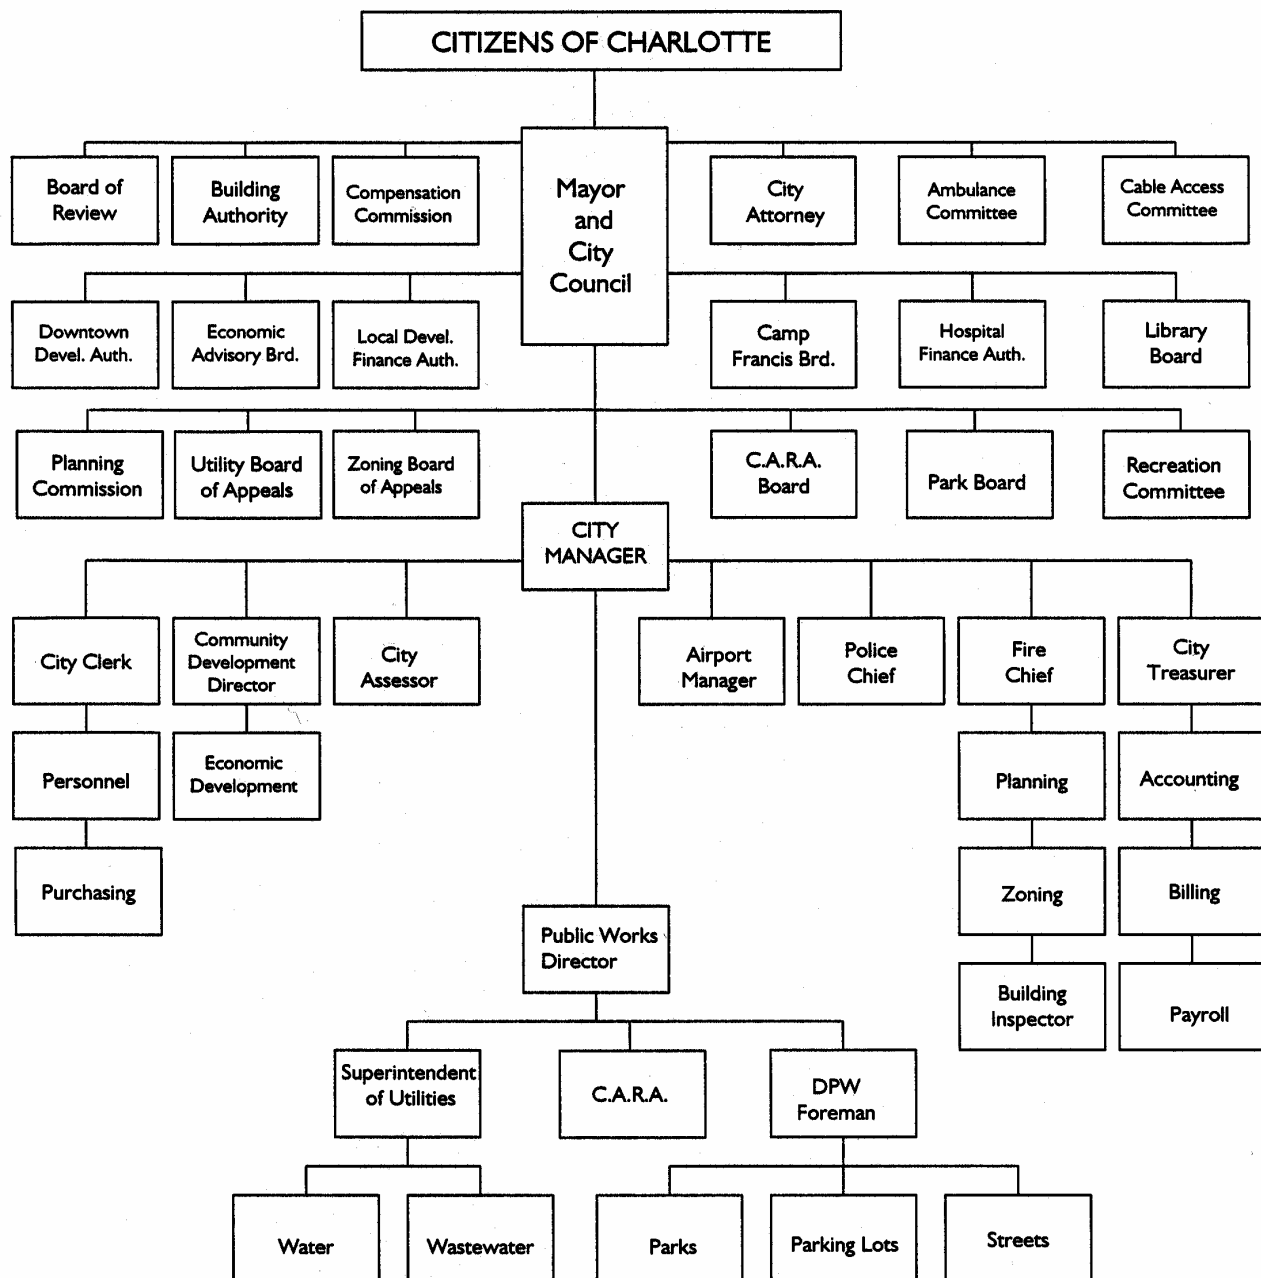 CITIZENS OF CHARLOTTE
Mayor
and
City
Council
Board of
Review
Building
Authority
Compensation
Commission
City
Attorney
Ambulance
Committee
Cable Access
Committee
Downtown
Devel. Auth.
Economic
Advisory Brd.
Local Devel.
Finance Auth.
Camp
Francis Brd.
Hospital
Finance Auth.
Library
Board
Planning
Commission
Utility Board
of Appeals
Zoning Board
of Appeals
C.A.R.A.
Board
Park Board
Recreation
Committee
CITY
MANAGER
City Clerk
Community
Development
Director
City
Assessor
Airport
Manager
Police
Chief
Fire
Chief
City
Treasurer
Personnel
Economic
Development
Planning
Accounting
Purchasing
Zoning
Billing
Public Works
Director
Building
Inspector
Payroll
Superintendent
of Utilities
C.A.R.A.
DPW
Foreman
Water
Wastewater
Parks
Parking Lots
Streets